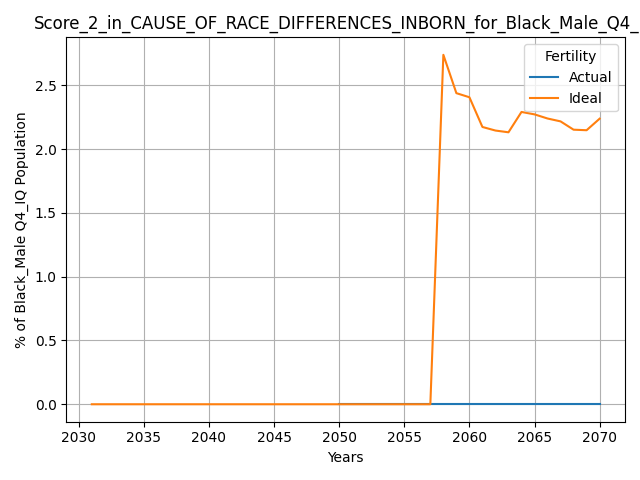 Score_2_in_CAUSE_OF_RACE_DIFFERENCES_INBORN_for_Black_Male_Q4_
Fertility
Actual
Ideal
% of Black_Male Q4_IQ Population
2.5
2.0
1.5
1.0
0.5
0.0
2030 2035 2040 2045 2050 2055 2060 2065 2070
Years